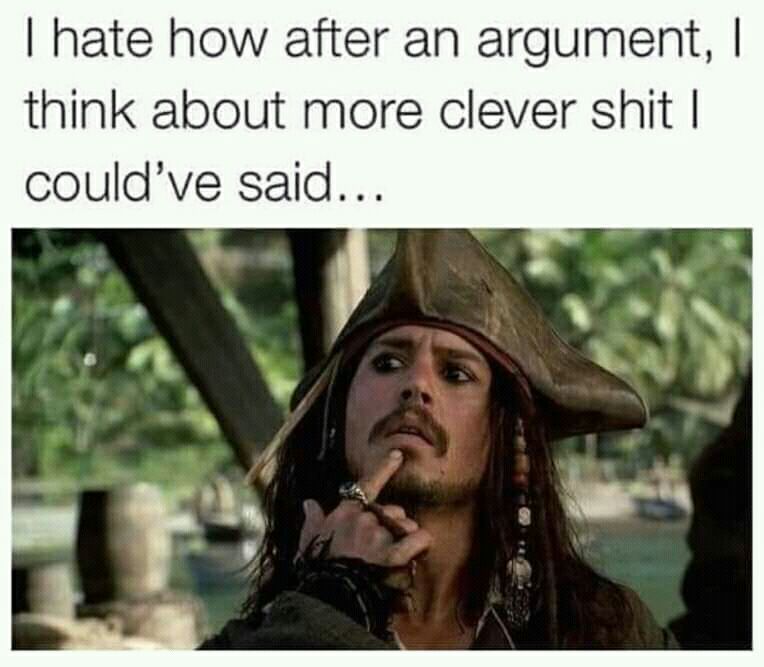 I hate how after an argument, I
think about more clever shit I
could've said...